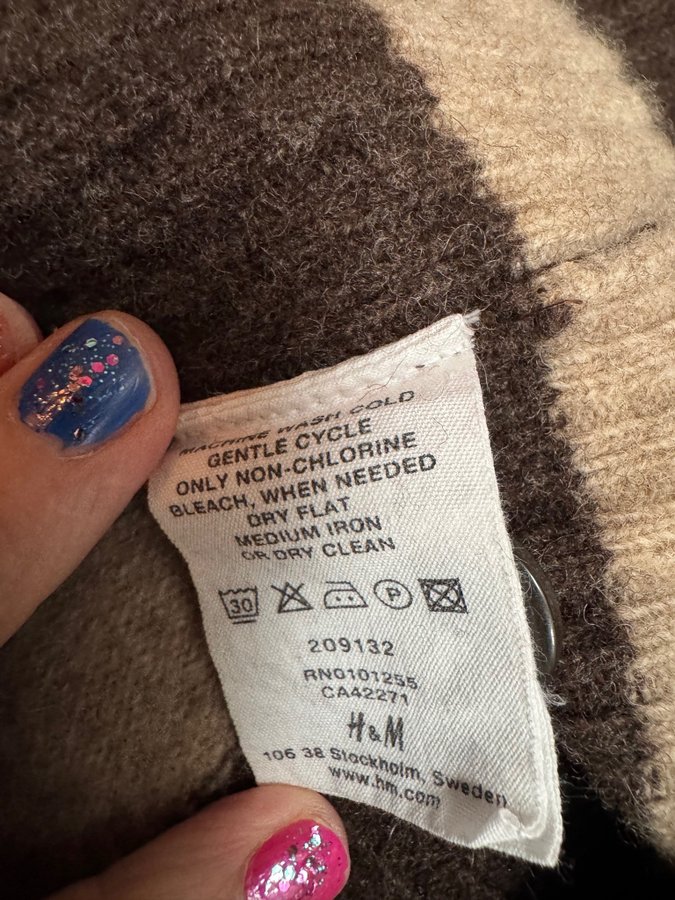 MACHINE WASH COLD
GENTLE CYCLE
ONLY NON-CHLORINE
BLEACH, WHEN NEEDED
DRY FLAT
MEDIUM IRON
OR DRY CLEAN
30 P
209132
RN0101255
CA42271
H&M
106 38 Stockholm, Sweden
www.hm.com